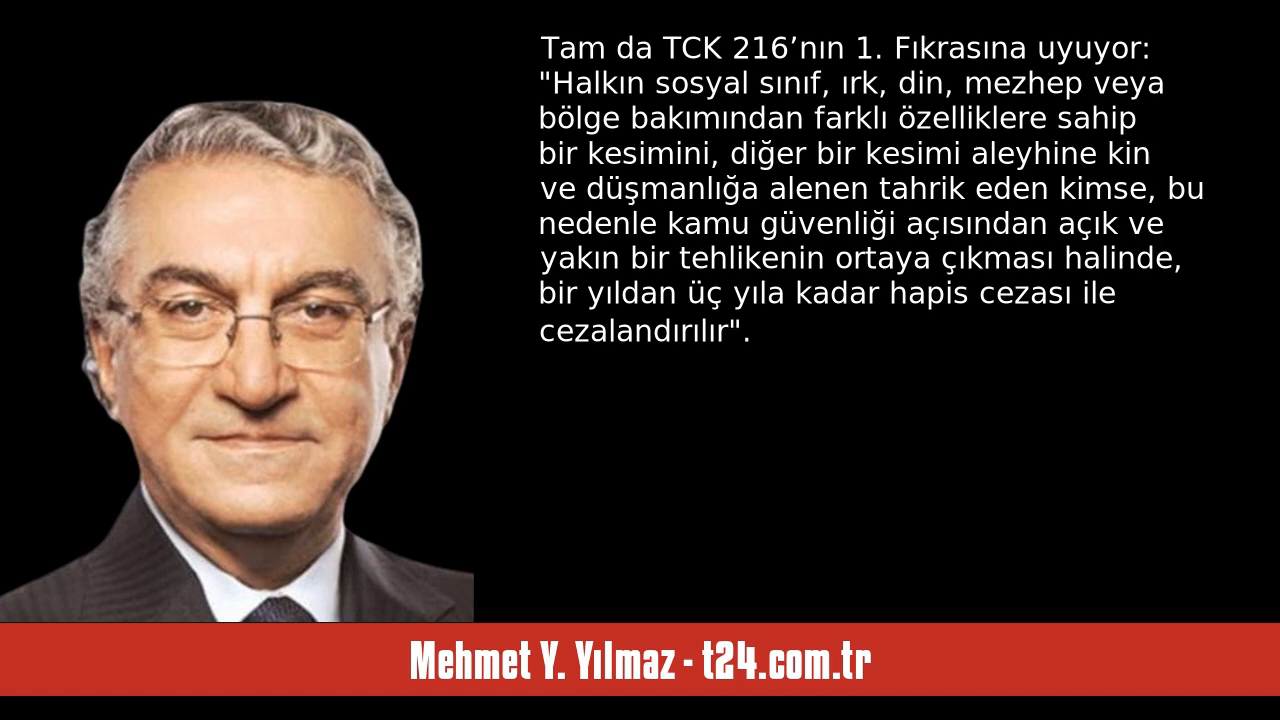 Tam da TCK 216’nın 1. Fıkrasına uyuyor:
"Halkın sosyal sınıf, ırk, din, mezhep veya
bölge bakımından farklı özelliklere sahip
bir kesimini, diğer bir kesimi aleyhine kin
ve düşmanlığa alenen tahrik eden kimse, bu
nedenle kamu güvenliği açısından açık ve
yakın bir tehlikenin ortaya çıkması halinde,
bir yıldan üç yıla kadar hapis cezası ile
cezalandırılır".
Mehmet Y. Yılmaz - t24.com.tr